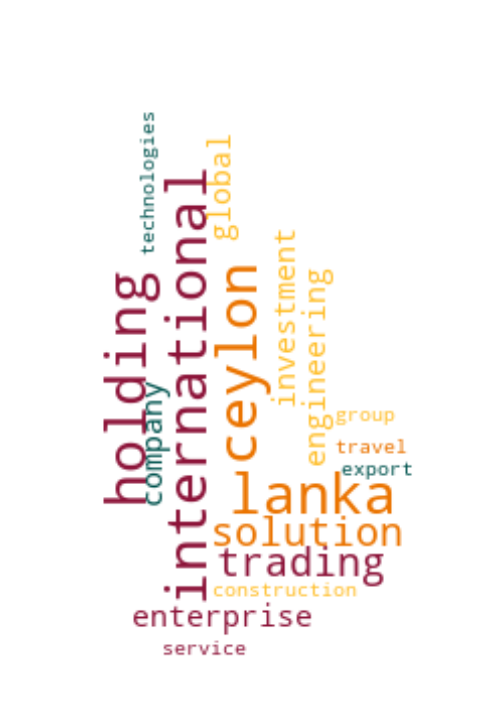 technologies
global
international
holding
investment
ceylon
engineering
company
group
travel
export
lanka
solution
trading
construction
enterprise
service